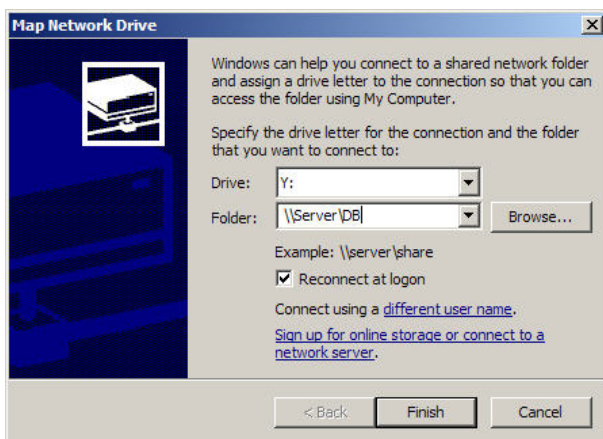 Map Network Drive
Windows can help you connect to a shared network folder
and assign a drive letter to the connection so that you can
access the folder using My Computer.
Specify the drive letter for the connection and the folder
that you want to connect to:
Drive: Y:
Folder: \\Server\DB Browse...
Example: \\server\share
Reconnect at logon
Connect using a different user name.
Sign up for online storage or connect to a
network server.
< Back Finish Cancel